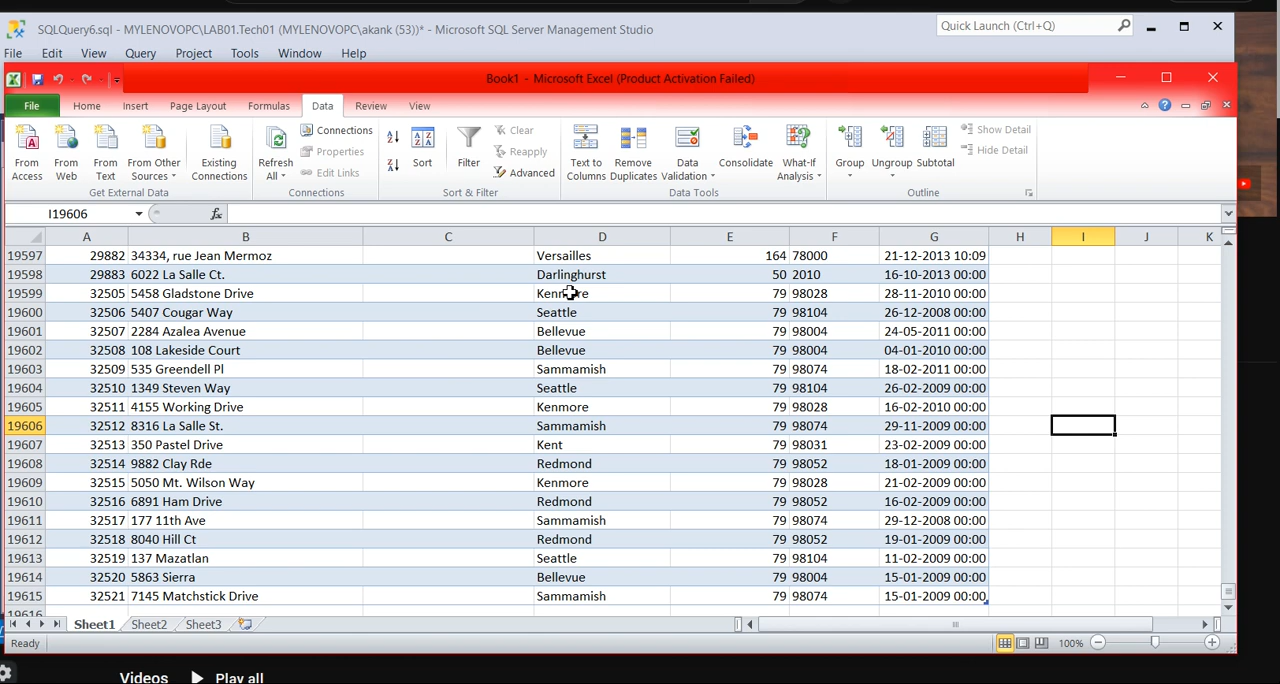 SQLQuery6.sql - MYLENOVOPC\LAB01.Tech01 (MYLENOVOPC\akank (53))* - Microsoft SQL Server Management Studio
Quick Launch (Ctrl+Q)
File Edit View Query Project Tools Window Help
Book1 - Microsoft Excel (Product Activation Failed)
File Home Insert Page Layout Formulas Data Review View
From Access From Web From Text From Other Sources Existing Connections Refresh All Connections Properties Edit Links Sort Filter Clear Reapply Advanced Text to Columns Remove Duplicates Data Validation Consolidate What-If Analysis Group Ungroup Subtotal Show Detail Hide Detail
Get External Data Connections Sort & Filter Data Tools Outline
I19606 fx
A B C D E F G H I J K
19597 29882 34334, rue Jean Mermoz Versailles 164 78000 21-12-2013 10:09
19598 29883 6022 La Salle Ct. Darlinghurst 50 2010 16-10-2013 00:00
19599 32505 5458 Gladstone Drive Kenmore 79 98028 28-11-2010 00:00
19600 32506 5407 Cougar Way Seattle 79 98104 26-12-2008 00:00
19601 32507 2284 Azalea Avenue Bellevue 79 98004 24-05-2011 00:00
19602 32508 108 Lakeside Court Bellevue 79 98004 04-01-2010 00:00
19603 32509 535 Greendell Pl Sammamish 79 98074 18-02-2011 00:00
19604 32510 1349 Steven Way Seattle 79 98104 26-02-2009 00:00
19605 32511 4155 Working Drive Kenmore 79 98028 16-02-2010 00:00
19606 32512 8316 La Salle St. Sammamish 79 98074 29-11-2009 00:00
19607 32513 350 Pastel Drive Kent 79 98031 23-02-2009 00:00
19608 32514 9882 Clay Rde Redmond 79 98052 18-01-2009 00:00
19609 32515 5050 Mt. Wilson Way Kenmore 79 98028 21-02-2009 00:00
19610 32516 6891 Ham Drive Redmond 79 98052 16-02-2009 00:00
19611 32517 177 11th Ave Sammamish 79 98074 29-12-2008 00:00
19612 32518 8040 Hill Ct Redmond 79 98052 19-01-2009 00:00
19613 32519 137 Mazatlan Seattle 79 98104 11-02-2009 00:00
19614 32520 5863 Sierra Bellevue 79 98004 15-01-2009 00:00
19615 32521 7145 Matchstick Drive Sammamish 79 98074 15-01-2009 00:00
19616
Sheet1 Sheet2 Sheet3
Ready 100%
Videos Play all